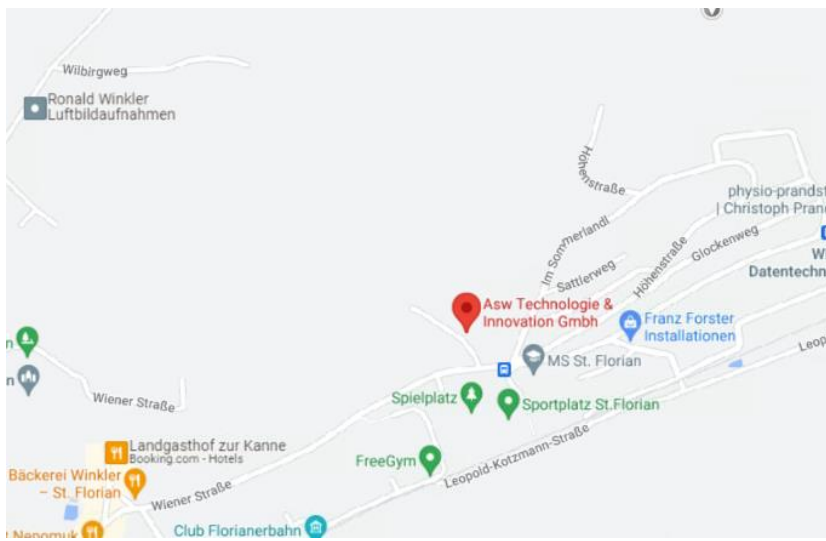 Wilbirgweg
Ronald Winkler
Luftbildaufnahmen
Höhenstraße
physio-prandst
| Christoph Pran
Im Sommerlandl
Höhenstraße
Glockenweg
Sattlerweg
Datentechn
Asw Technologie &
Innovation Gmbh
Franz Forster
Installationen
Leopo
MS St. Florian
Wiener Straße
Spielplatz
Sportplatz St.Florian
Landgasthof zur Kanne
Booking.com - Hotels
FreeGym
Leopold-Kotzmann-Straße
Bäckerei Winkler
– St. Florian
Wiener Straße
Nepomuk
Club Florianerbahn